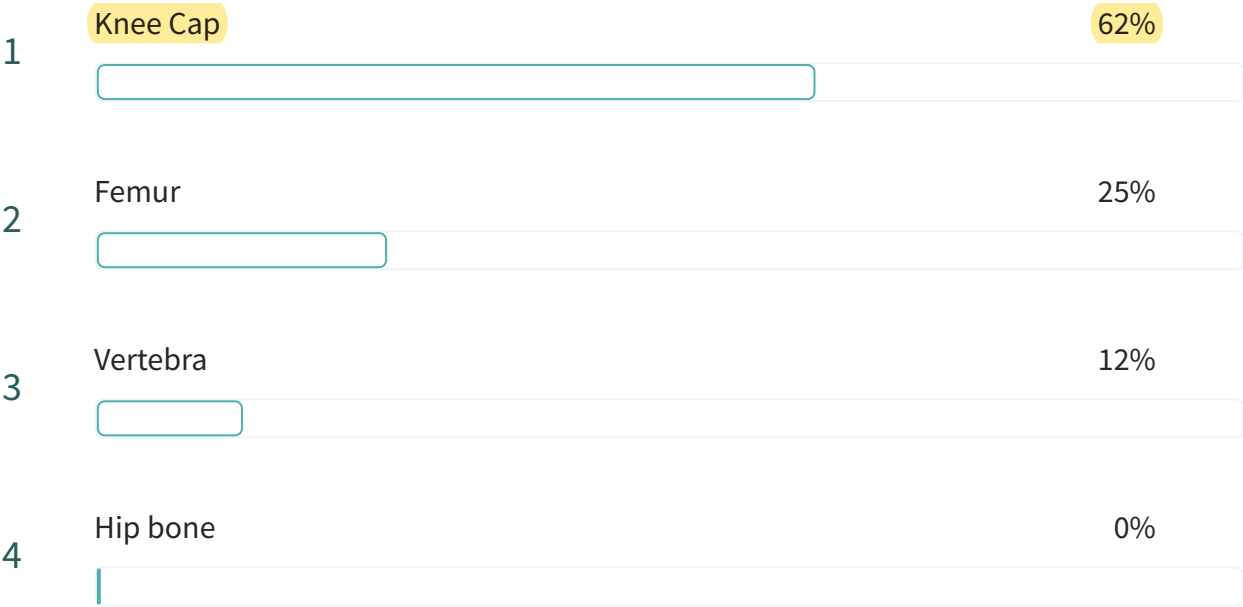 Knee Cap 62%
1
Femur 25%
2
Vertebra 12%
3
Hip bone 0%
4